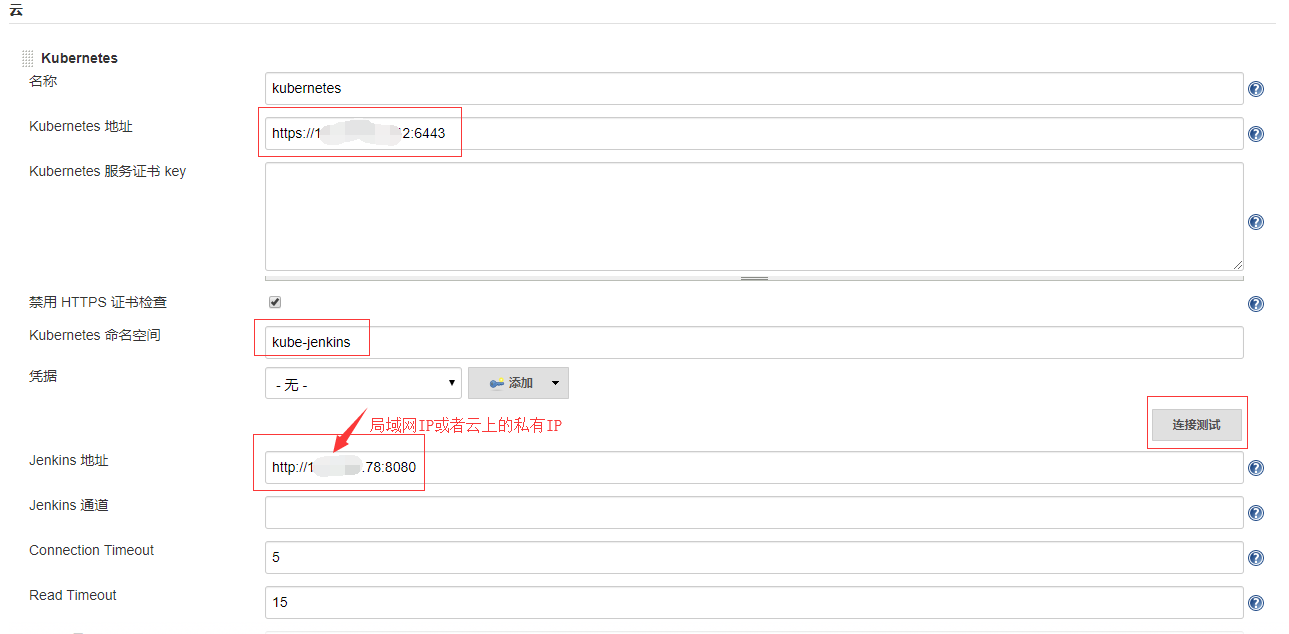 云
Kubernetes
名称
kubernetes
Kubernetes 地址
https://1 2:6443
Kubernetes 服务证书 key
禁用 HTTPS 证书检查
Kubernetes 命名空间
kube-jenkins
凭据
- 无 -
添加
局域网IP或者云上的私有IP
连接测试
Jenkins 地址
http://1 .78:8080
Jenkins 通道
Connection Timeout
5
Read Timeout
15